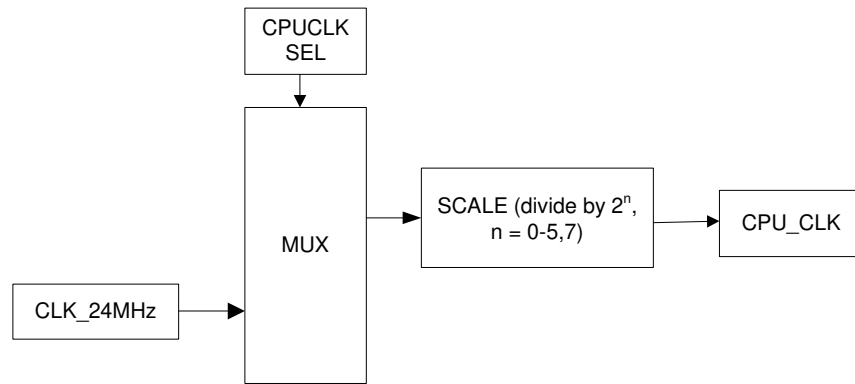 CPUCLK
SEL
MUX
SCALE (divide by 2ⁿ,
n = 0-5,7)
CPU_CLK
CLK_24MHz